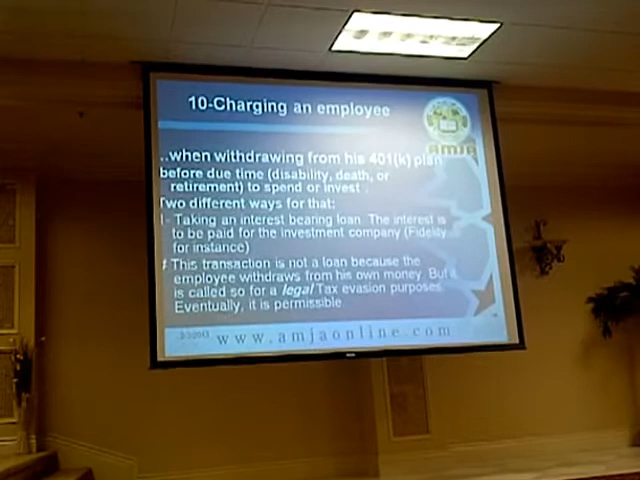 10-Charging an employee
AMJA
..when withdrawing from his 401(k) plan
before due time (disability, death, or
retirement) to spend or invest .
Two different ways for that:
- Taking an interest bearing loan. The interest is
to be paid for the investment company (Fidelity
for instance)
This transaction is not a loan because the
employee withdraws from his own money. But
is called so for a legal Tax evasion purposes.
Eventually, it is permissible
www.amjaonline.com